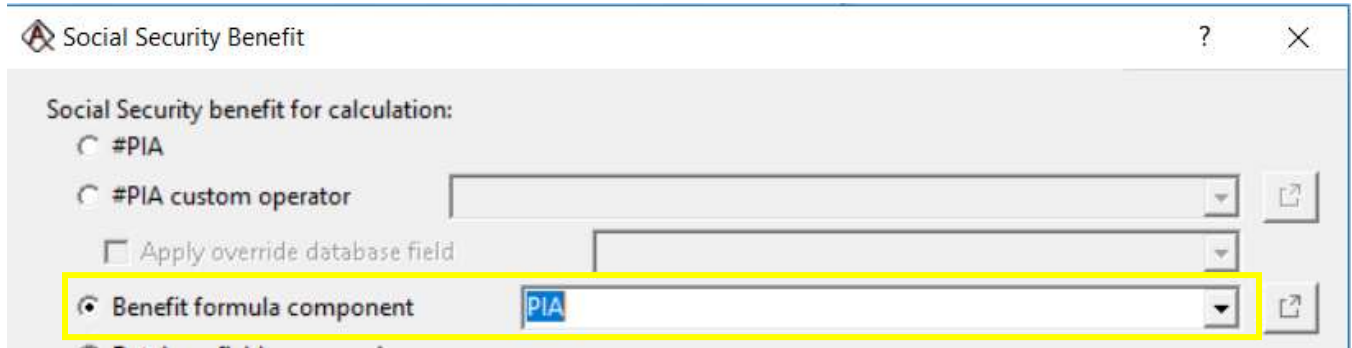 Social Security Benefit ?
Social Security benefit for calculation:
#PIA
#PIA custom operator
Apply override database field
Benefit formula component PIA